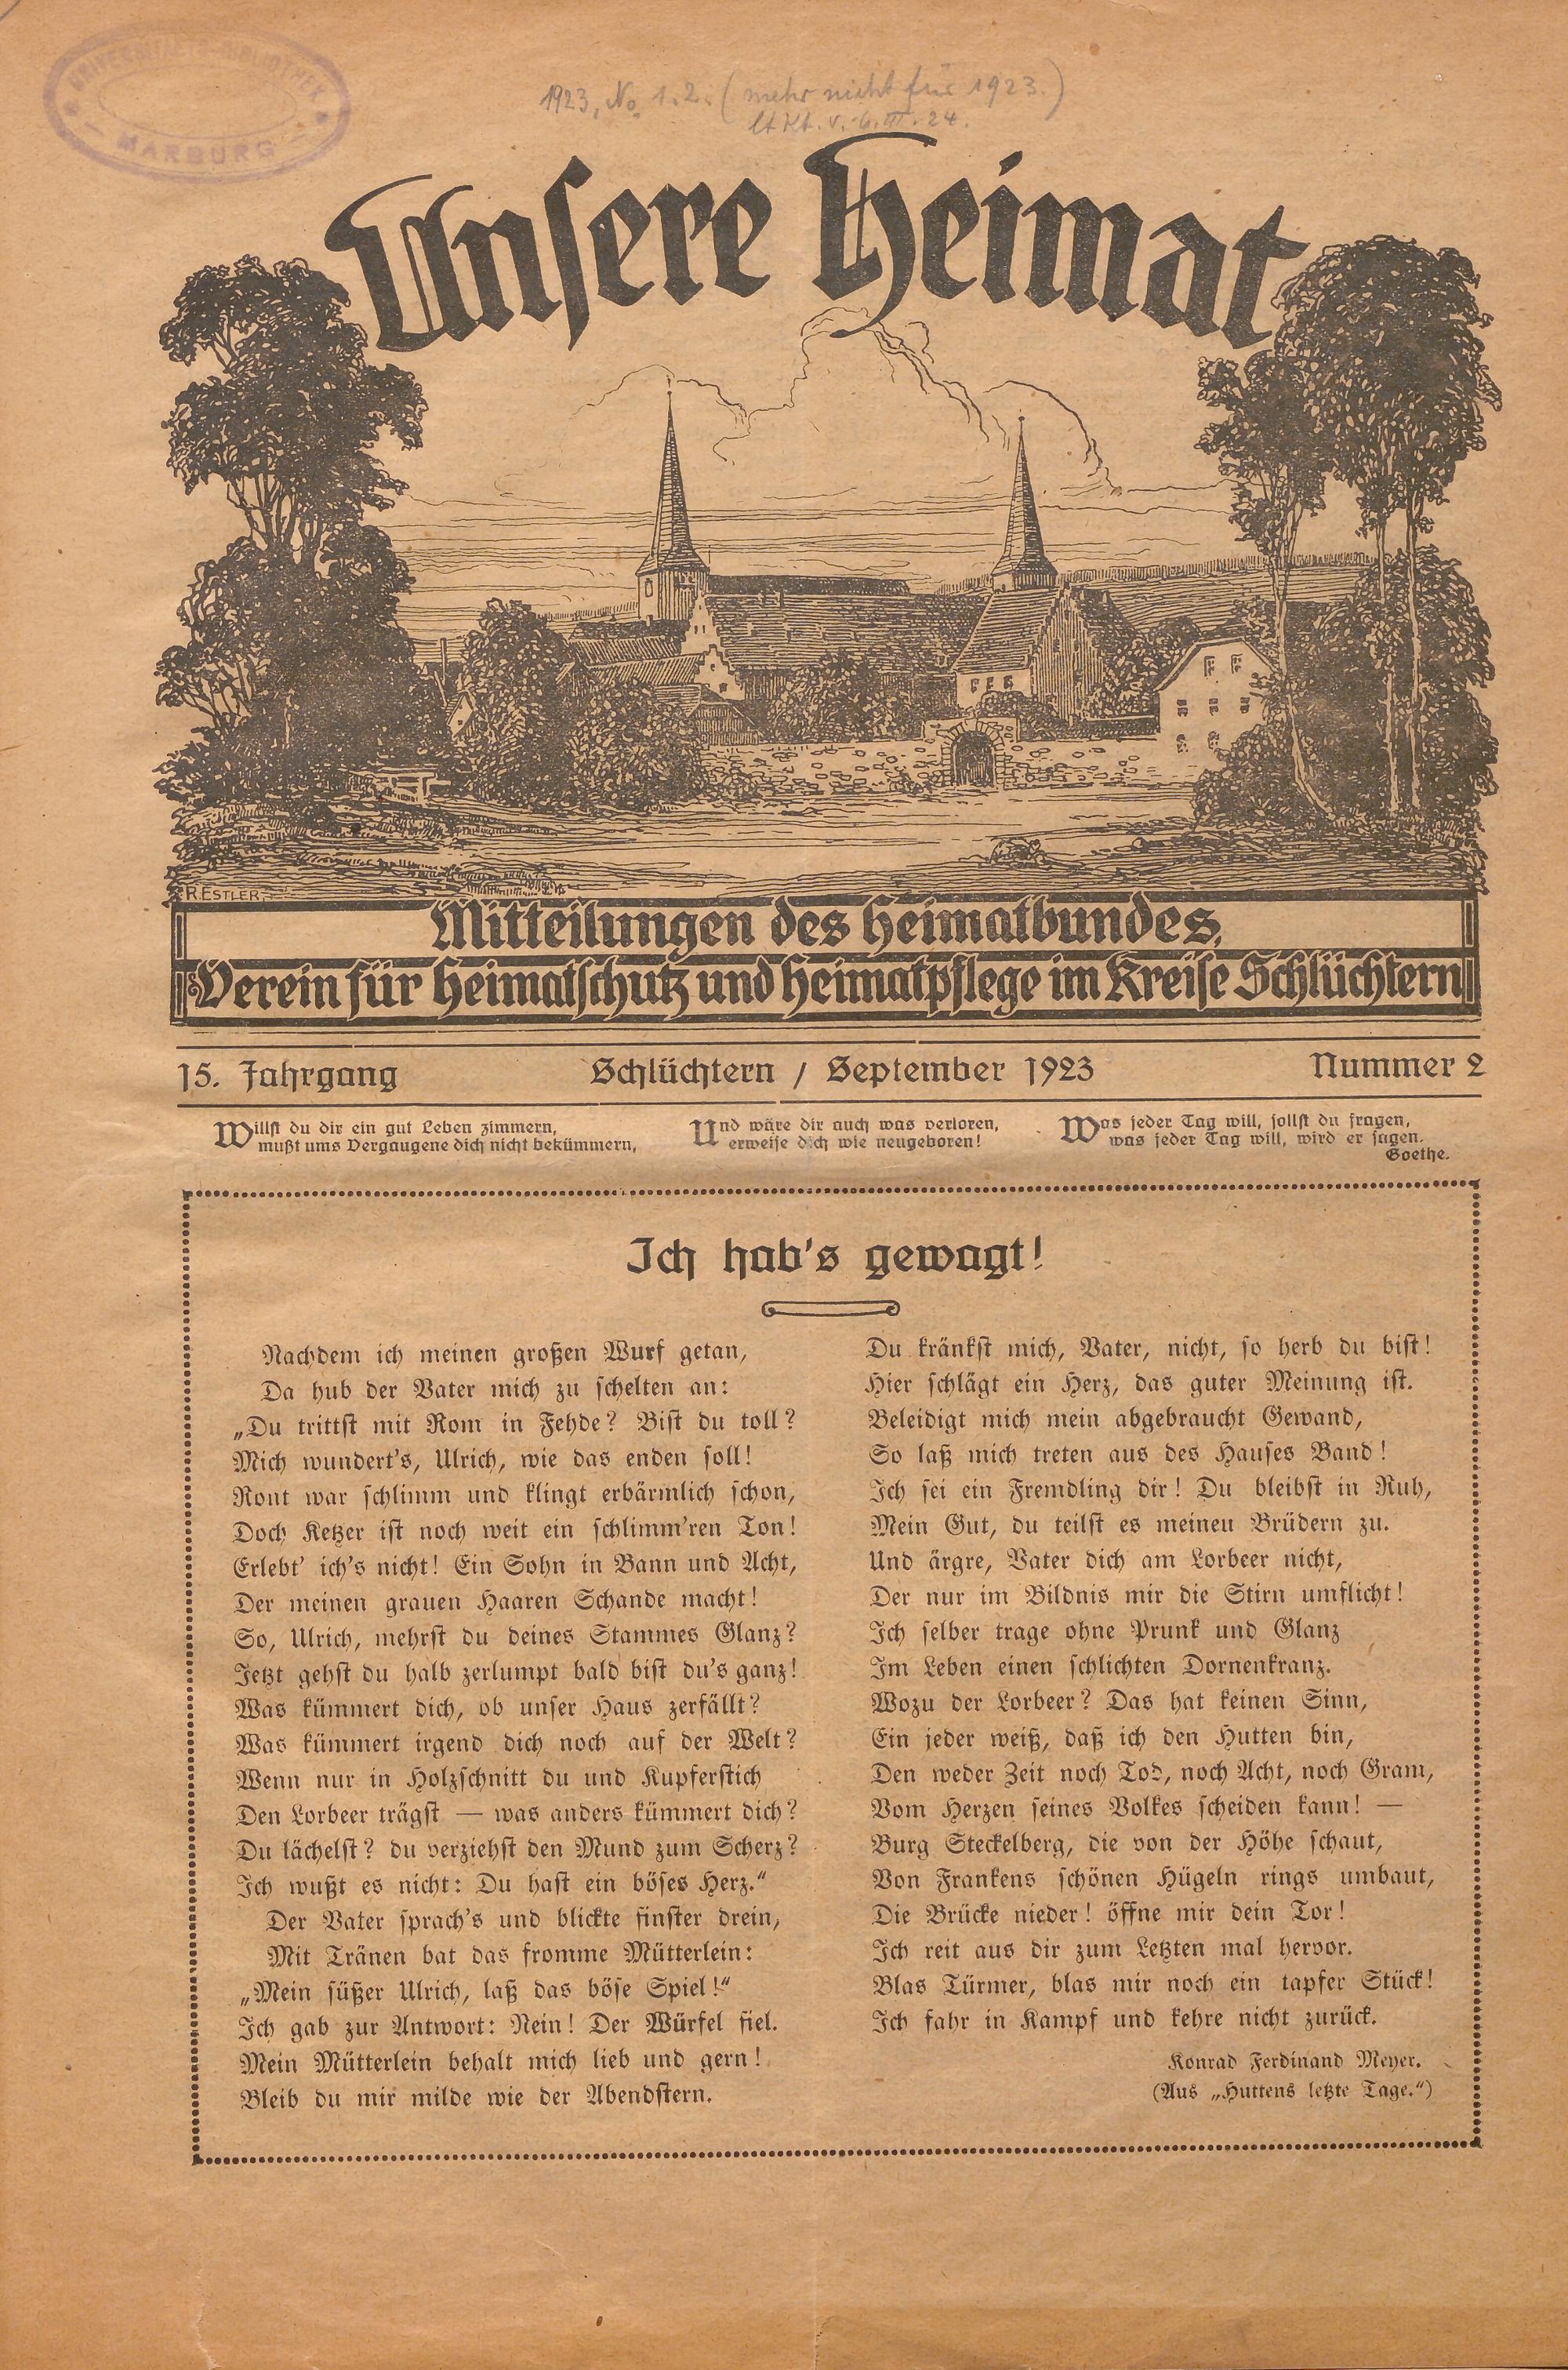 UNIVERSITÄTS-BIBLIOTHEK
MARBURG
1923, No. 1.2. (mehr nicht für 1923.)
lt Kt. v. 6.III.24.
Unsere Heimat
R.ESTLER
Mitteilungen des Heimatbundes,
Verein für Heimatschutz und Heimatpflege im Kreise Schlüchtern
15. Jahrgang Schlüchtern / September 1923 Nummer 2
Willst du dir ein gut Leben zimmern,
mußt ums Vergaugene dich nicht bekümmern,
Und wäre dir auch was verloren,
erweise dich wie neugeboren!
Was jeder Tag will, sollst du fragen,
was jeder Tag will, wird er sagen.
Goethe.
Ich hab's gewagt!
Nachdem ich meinen großen Wurf getan,
Da hub der Vater mich zu schelten an:
„Du trittst mit Rom in Fehde? Bist du toll?
Mich wundert's, Ulrich, wie das enden soll!
Ront war schlimm und klingt erbärmlich schon,
Doch Ketzer ist noch weit ein schlimm'ren Ton!
Erlebt' ich's nicht! Ein Sohn in Bann und Acht,
Der meinen grauen Haaren Schande macht!
So, Ulrich, mehrst du deines Stammes Glanz?
Jetzt gehst du halb zerlumpt bald bist du's ganz!
Was kümmert dich, ob unser Haus zerfällt?
Was kümmert irgend dich noch auf der Welt?
Wenn nur in Holzschnitt du und Kupferstich
Den Lorbeer trägst — was anders kümmert dich?
Du lächelst? du verziehst den Mund zum Scherz?
Ich wußt es nicht: Du hast ein böses Herz."
Der Vater sprach's und blickte finster drein,
Mit Tränen bat das fromme Mütterlein:
„Mein süßer Ulrich, laß das böse Spiel!"
Ich gab zur Antwort: Nein! Der Würfel fiel.
Mein Mütterlein behalt mich lieb und gern!
Bleib du mir milde wie der Abendstern.
Du kränkst mich, Vater, nicht, so herb du bist!
Hier schlägt ein Herz, das guter Meinung ist.
Beleidigt mich mein abgebraucht Gewand,
So laß mich treten aus des Hauses Band!
Ich sei ein Fremdling dir! Du bleibst in Ruh,
Mein Gut, du teilst es meineu Brüdern zu.
Und ärgre, Vater dich am Lorbeer nicht,
Der nur im Bildnis mir die Stirn umflicht!
Ich selber trage ohne Prunk und Glanz
Im Leben einen schlichten Dornenkranz.
Wozu der Lorbeer? Das hat keinen Sinn,
Ein jeder weiß, daß ich den Hutten bin,
Den weder Zeit noch Tod, noch Acht, noch Gram,
Vom Herzen seines Volkes scheiden kann! —
Burg Steckelberg, die von der Höhe schaut,
Von Frankens schönen Hügeln rings umbaut,
Die Brücke nieder! öffne mir dein Tor!
Ich reit aus dir zum Letzten mal hervor.
Blas Türmer, blas mir noch ein tapfer Stück!
Ich fahr in Kampf und kehre nicht zurück.
Konrad Ferdinand Meyer.
(Aus „Huttens letzte Tage.")